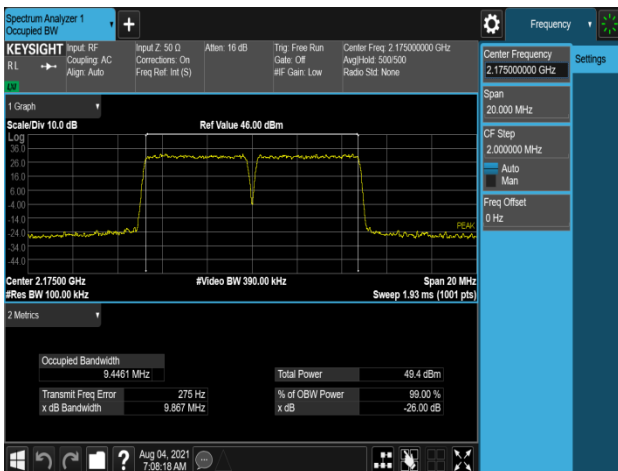 Spectrum Analyzer 1
Occupied BW
Frequency
KEYSIGHT
RL
LU
Input: RF
Coupling: AC
Align: Auto
Input Z: 50 Ω
Corrections: On
Freq Ref: Int (S)
Atten: 16 dB
Trig: Free Run
Gate: Off
#IF Gain: Low
Center Freq: 2.175000000 GHz
Avg|Hold: 500/500
Radio Std: None
Center Frequency
2.175000000 GHz
Settings
Span
20.000 MHz
CF Step
2.000000 MHz
Auto
Man
Freq Offset
0 Hz
1 Graph
Scale/Div 10.0 dB
Ref Value 46.00 dBm
Log
36.0
26.0
16.0
6.00
-4.00
-14.0
-24.0
-34.0
-44.0
PEAK
Center 2.17500 GHz
#Video BW 390.00 kHz
Span 20 MHz
#Res BW 100.00 kHz
Sweep 1.93 ms (1001 pts)
2 Metrics
Occupied Bandwidth
9.4461 MHz
Total Power 49.4 dBm
Transmit Freq Error 275 Hz
% of OBW Power 99.00 %
x dB Bandwidth 9.867 MHz
x dB -26.00 dB
?
Aug 04, 2021
7:08:18 AM